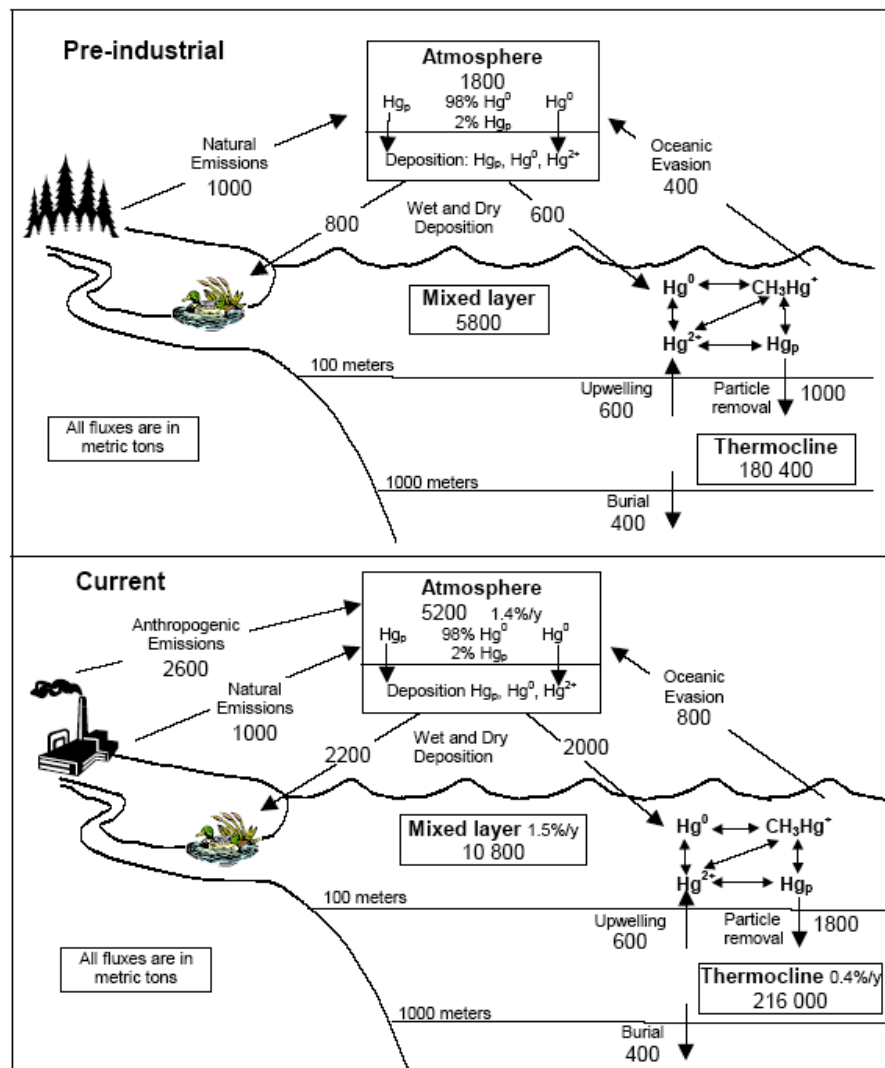 Pre-industrial
Atmosphere
1800
Hgₚ 98% Hg⁰ Hg⁰
2% Hgₚ
Deposition: Hgₚ, Hg⁰, Hg²⁺
Natural
Emissions
1000
Oceanic
Evasion
400
800
Wet and Dry
Deposition
600
Mixed layer
5800
Hg⁰ CH₃Hg⁺
Hg²⁺ Hgₚ
100 meters
Upwelling
600
Particle
removal
1000
All fluxes are in
metric tons
Thermocline
180 400
1000 meters
Burial
400
Current
Atmosphere
5200 1.4%/y
Hgₚ 98% Hg⁰ Hg⁰
2% Hgₚ
Deposition Hgₚ, Hg⁰, Hg²⁺
Anthropogenic
Emissions
2600
Natural
Emissions
1000
Oceanic
Evasion
800
2200
Wet and Dry
Deposition
2000
Mixed layer 1.5%/y
10 800
Hg⁰ CH₃Hg⁺
Hg²⁺ Hgₚ
100 meters
Upwelling
600
Particle
removal
1800
All fluxes are in
metric tons
Thermocline 0.4%/y
216 000
1000 meters
Burial
400